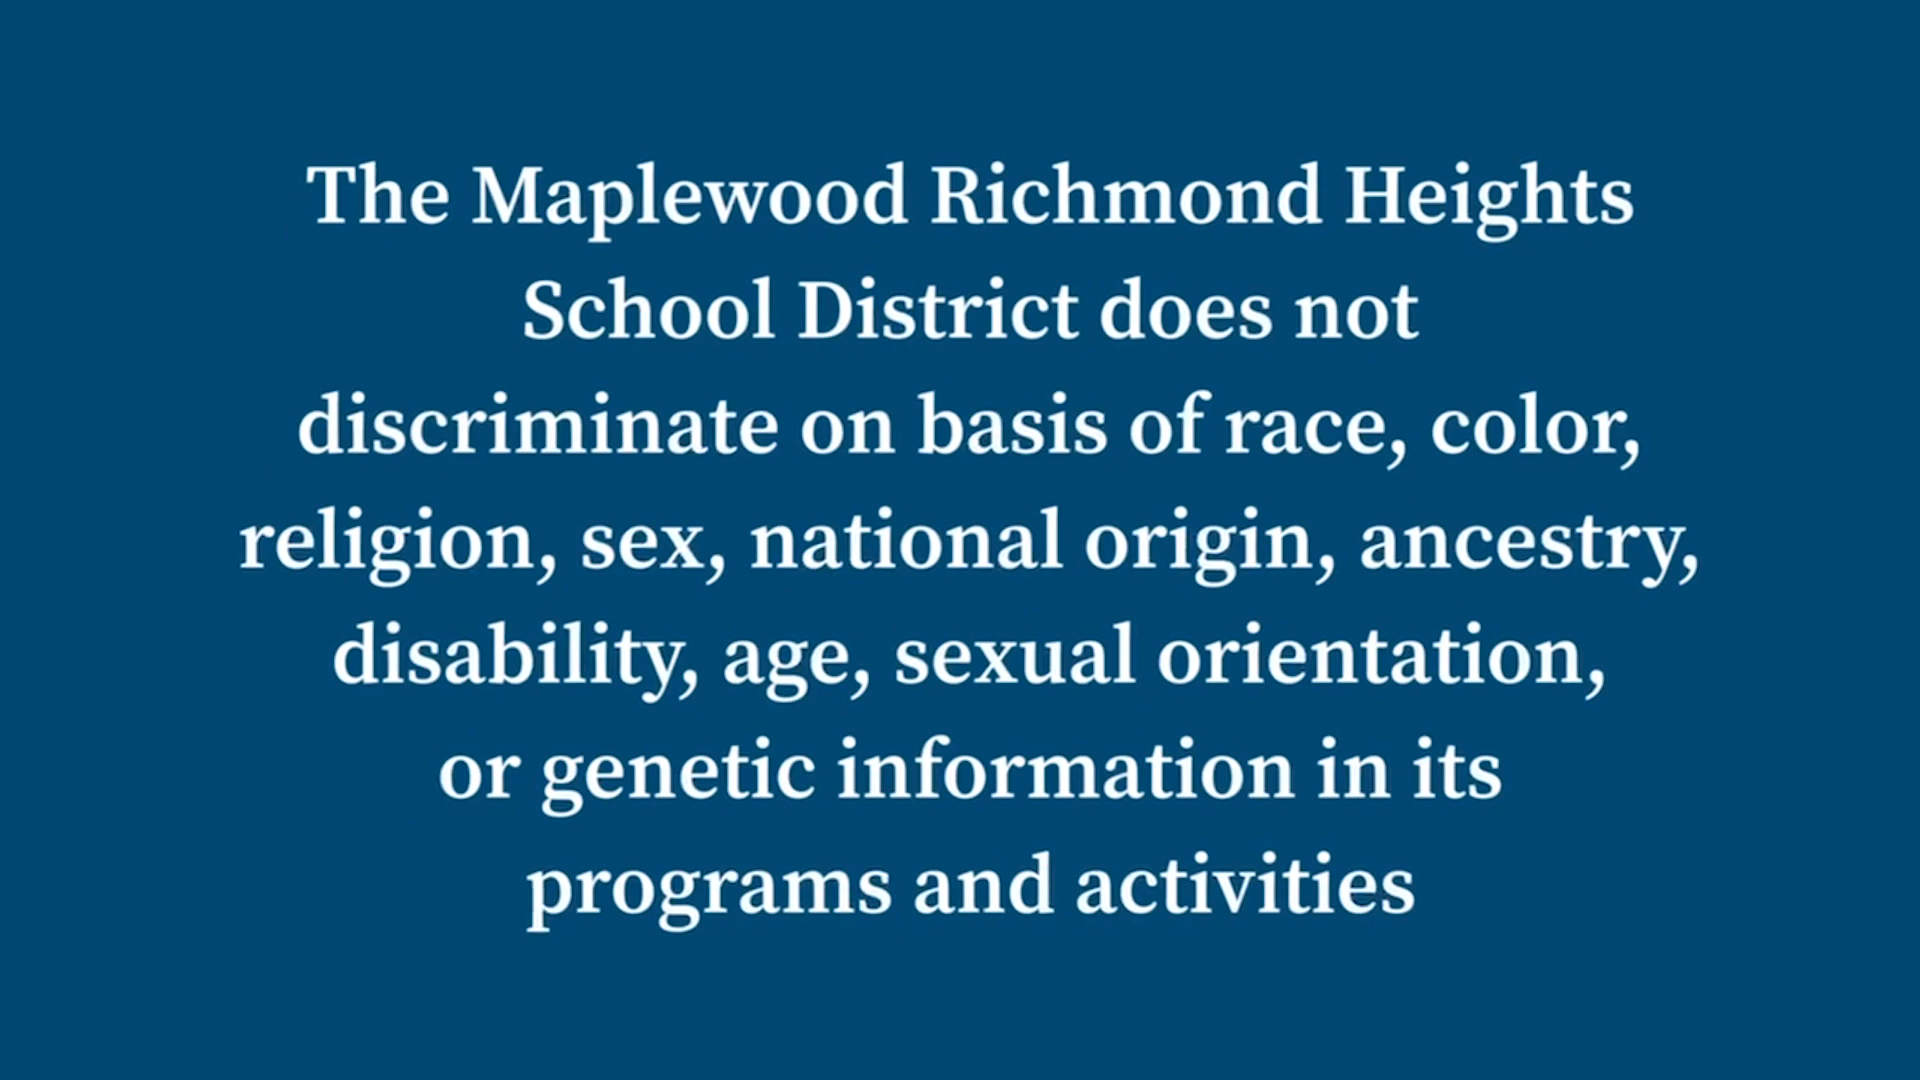 The Maplewood Richmond Heights
School District does not
discriminate on basis of race, color,
religion, sex, national origin, ancestry,
disability, age, sexual orientation,
or genetic information in its
programs and activities